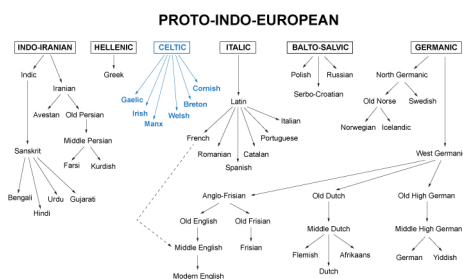 PROTO-INDO-EUROPEAN
INDO-IRANIAN HELLENIC CELTIC ITALIC BALTO-SALVIC GERMANIC
Indic Iranian Greek Cornish Polish Russian North Germanic
Gaelic Breton Latin Serbo-Croatian
Avestan Old Persian Irish Welsh Old Norse Swedish
Manx Italian
Middle Persian French Portuguese Norwegian Icelandic
Sanskrit Farsi Kurdish Romanian Catalan West Germani
Spanish
Bengali Urdu Gujarati Anglo-Frisian Old Dutch Old High German
Hindi
Old English Old Frisian Middle Dutch Middle High German
Middle English Frisian Flemish Afrikaans German Yiddish
Dutch
Modern English